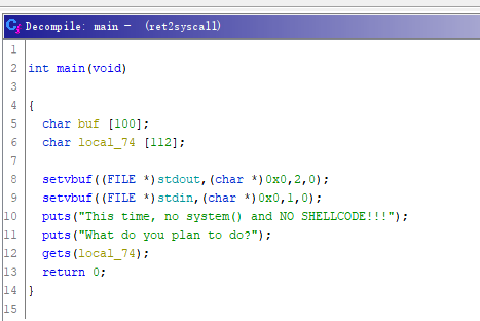 Decompile: main - (ret2syscall)
1
2 int main(void)
3
4 {
5 char buf [100];
6 char local_74 [112];
7
8 setvbuf((FILE *)stdout,(char *)0x0,2,0);
9 setvbuf((FILE *)stdin,(char *)0x0,1,0);
10 puts("This time, no system() and NO SHELLCODE!!!");
11 puts("What do you plan to do?");
12 gets(local_74);
13 return 0;
14 }
15